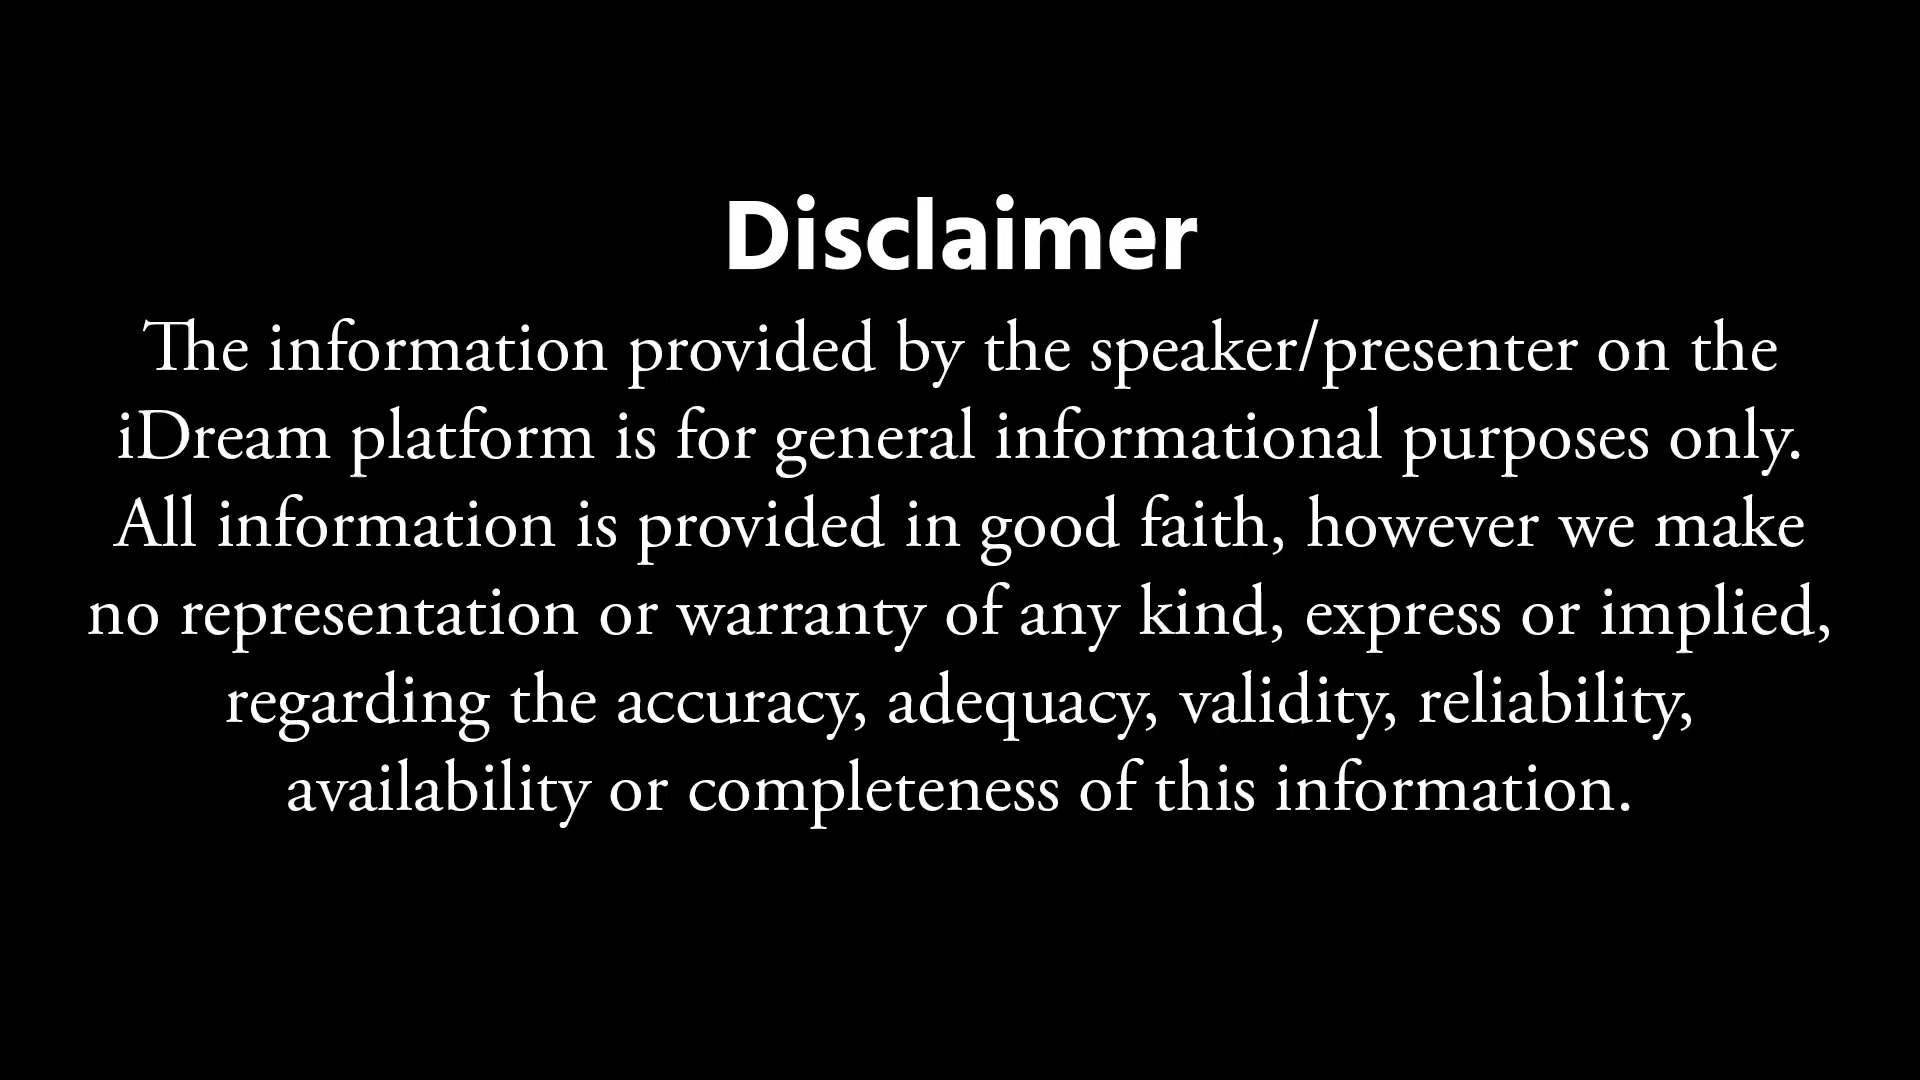 Disclaimer
The information provided by the speaker/presenter on the
iDream platform is for general informational purposes only.
All information is provided in good faith, however we make
no representation or warranty of any kind, express or implied,
regarding the accuracy, adequacy, validity, reliability,
availability or completeness of this information.